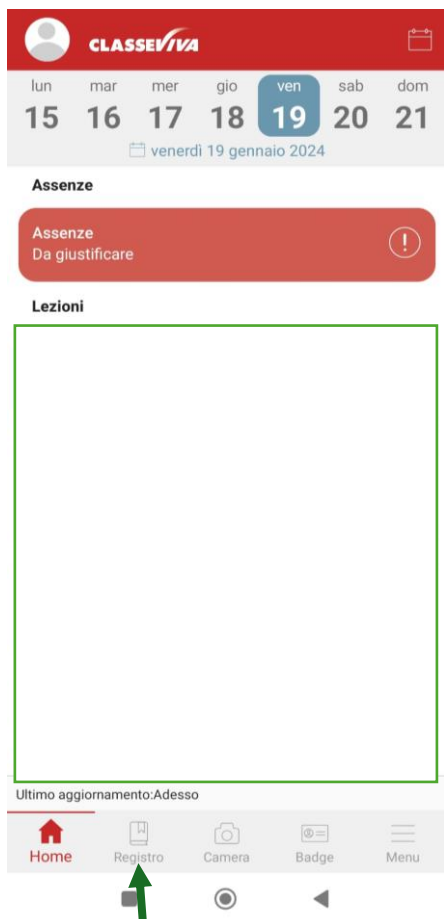 CLASSEVIVA
lun mar mer gio ven sab dom
15 16 17 18 19 20 21
venerdì 19 gennaio 2024
Assenze
Assenze
Da giustificare
Lezioni
Ultimo aggiornamento:Adesso
Home Registro Camera Badge Menu